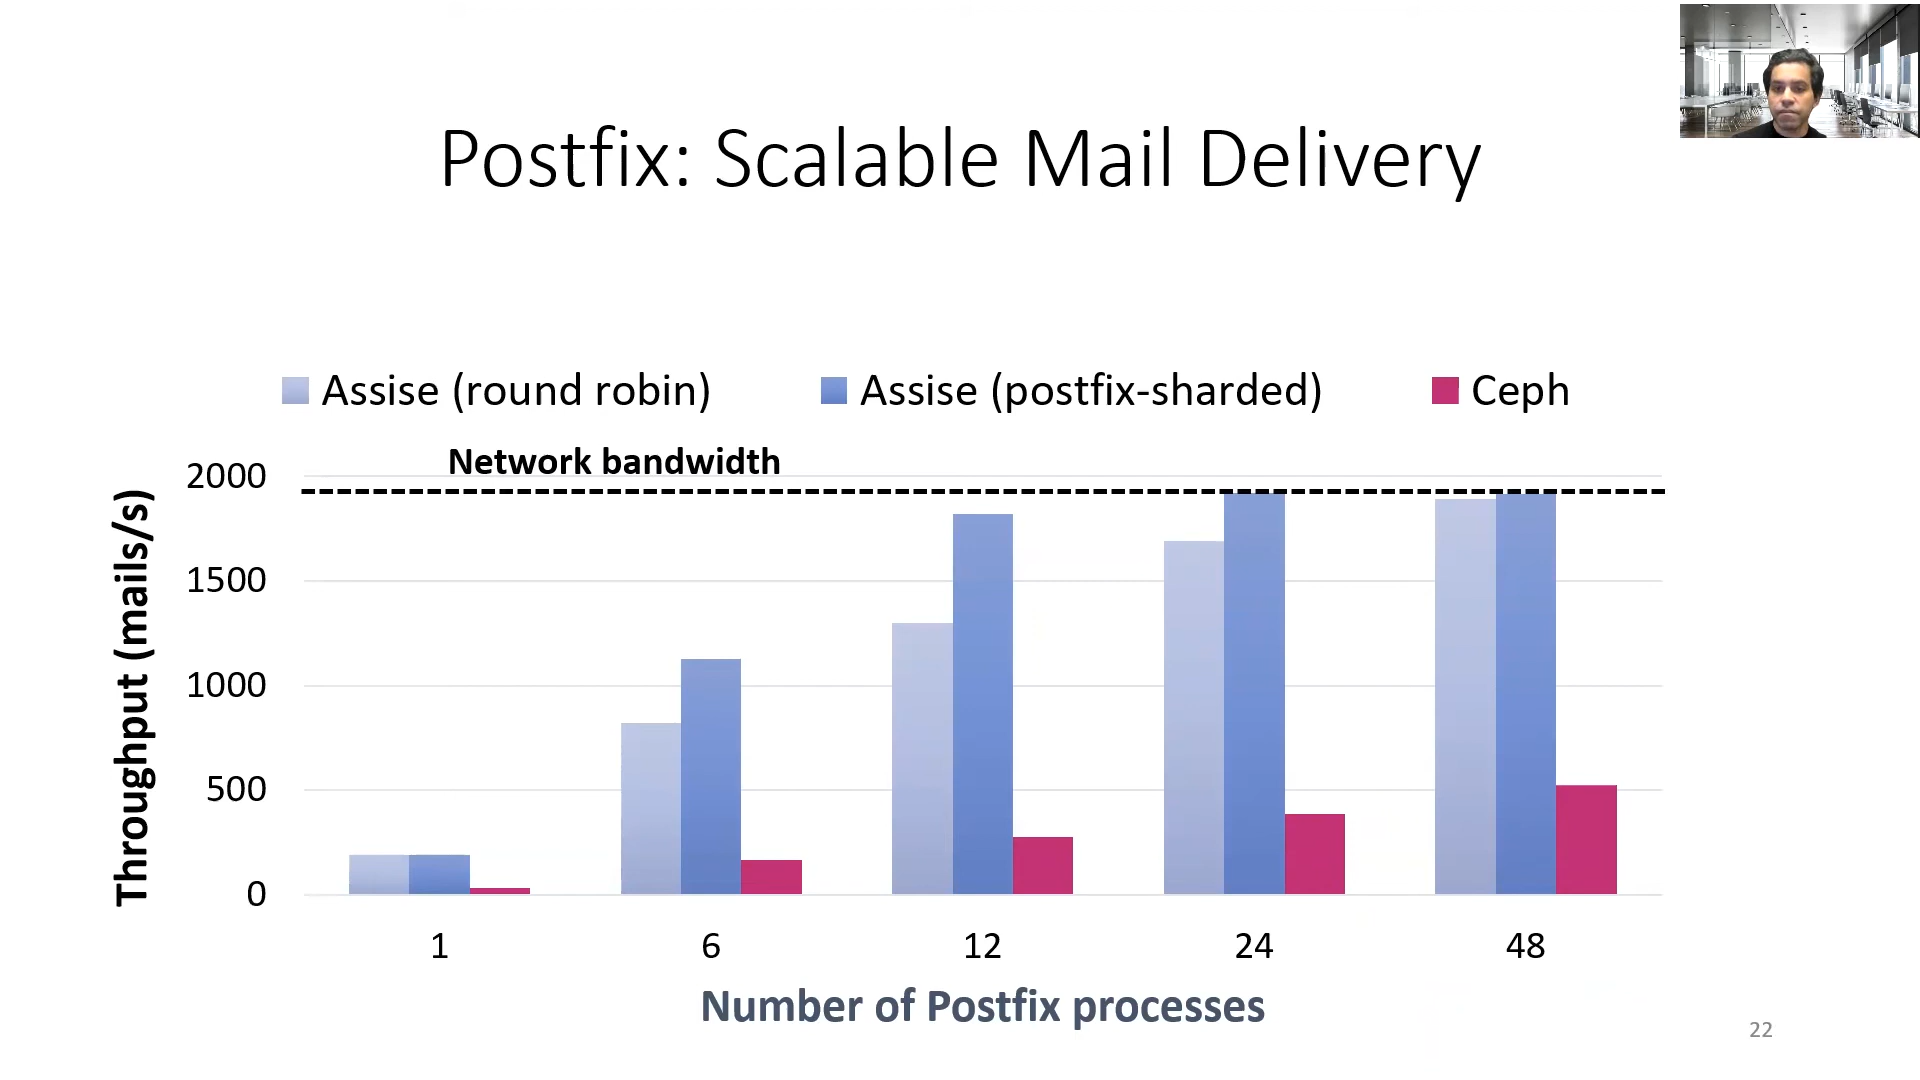 Postfix: Scalable Mail Delivery
Assise (round robin) Assise (postfix-sharded) Ceph
Network bandwidth
Throughput (mails/s)
2000
1500
1000
500
0
1 6 12 24 48
Number of Postfix processes
22